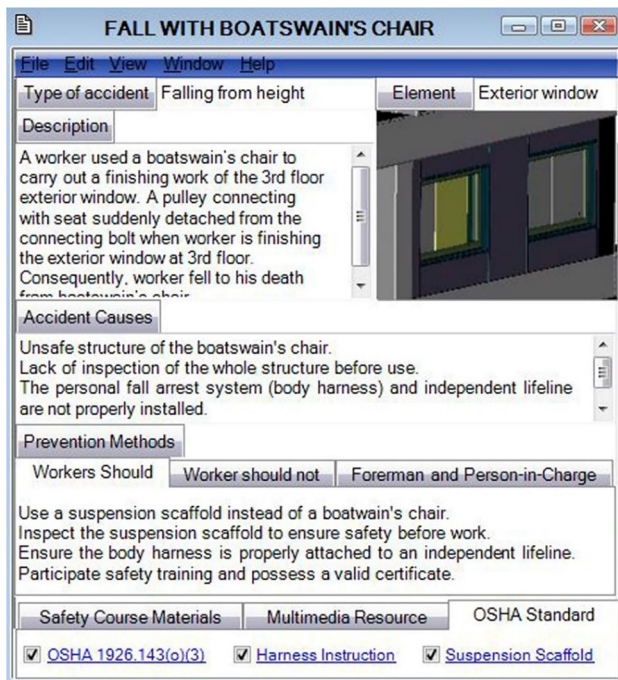 FALL WITH BOATSWAIN'S CHAIR
File Edit View Window Help
Type of accident Falling from height Element Exterior window
Description
A worker used a boatswain's chair to
carry out a finishing work of the 3rd floor
exterior window. A pulley connecting
with seat suddenly detached from the
connecting bolt when worker is finishing
the exterior window at 3rd floor.
Consequently, worker fell to his death
from boatswain's chair
Accident Causes
Unsafe structure of the boatswain's chair.
Lack of inspection of the whole structure before use.
The personal fall arrest system (body harness) and independent lifeline
are not properly installed.
Prevention Methods
Workers Should Worker should not Forerman and Person-in-Charge
Use a suspension scaffold instead of a boatwain's chair.
Inspect the suspension scaffold to ensure safety before work.
Ensure the body harness is properly attached to an independent lifeline.
Participate safety training and possess a valid certificate.
Safety Course Materials Multimedia Resource OSHA Standard
OSHA 1926.143(o)(3) Harness Instruction Suspension Scaffold